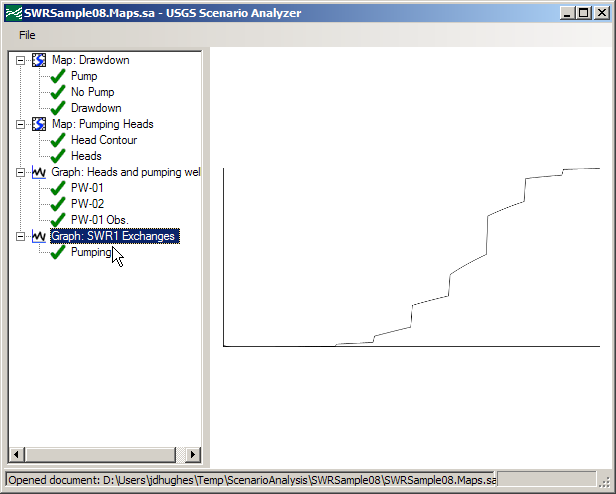 SWRSample08.Maps.sa - USGS Scenario Analyzer
File
Map: Drawdown
Pump
No Pump
Drawdown
Map: Pumping Heads
Head Contour
Heads
Graph: Heads and pumping wel
PW-01
PW-02
PW-01 Obs.
Graph: SWR1 Exchanges
Pumping
Opened document: D:\Users\jdhughes\Temp\ScenarioAnalysis\SWRSample08\SWRSample08.Maps.sa